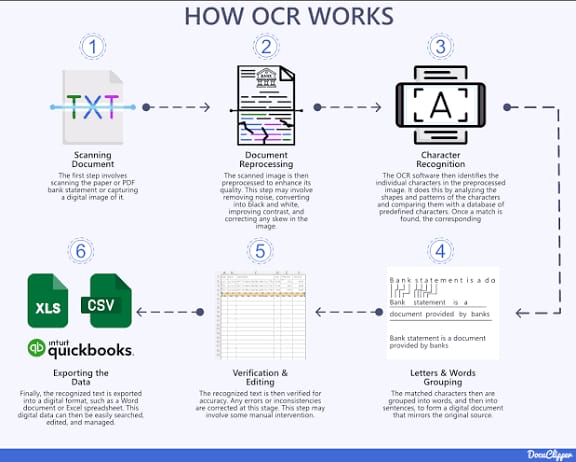 HOW OCR WORKS
1
TXT
Scanning
Document
The first step involves
scanning the paper or PDF
bank statement or capturing
a digital image of it.
2
BANK
Document
Reprocessing
The scanned image is then
preprocessed to enhance its
quality. This step may involve
removing noise, converting
into black and white,
improving contrast, and
correcting any skew in the
image.
3
A
Character
Recognition
The OCR software then identifies the
individual characters in the preprocessed
image. It does this by analyzing the
shapes and patterns of the characters
and comparing them with a database of
predefined characters. Once a match is
found, the corresponding
6
XLS
CSV
intuit
qb quickbooks.
Exporting the
Data
Finally, the recognized text is exported
into a digital format, such as a Word
document or Excel spreadsheet. This
digital data can then be easily searched,
edited, and managed.
5
Verification &
Editing
The recognized text is then verified for
accuracy. Any errors or inconsistencies
are corrected at this stage. This step may
involve some manual intervention.
4
Bank statement is a do
Bank statement is a
document provided by banks
Bank statement is a document
provided by banks
Letters & Words
Grouping
The matched characters then are
grouped into words, and then into
sentences, to form a digital document
that mirrors the original source.
DocuClipper